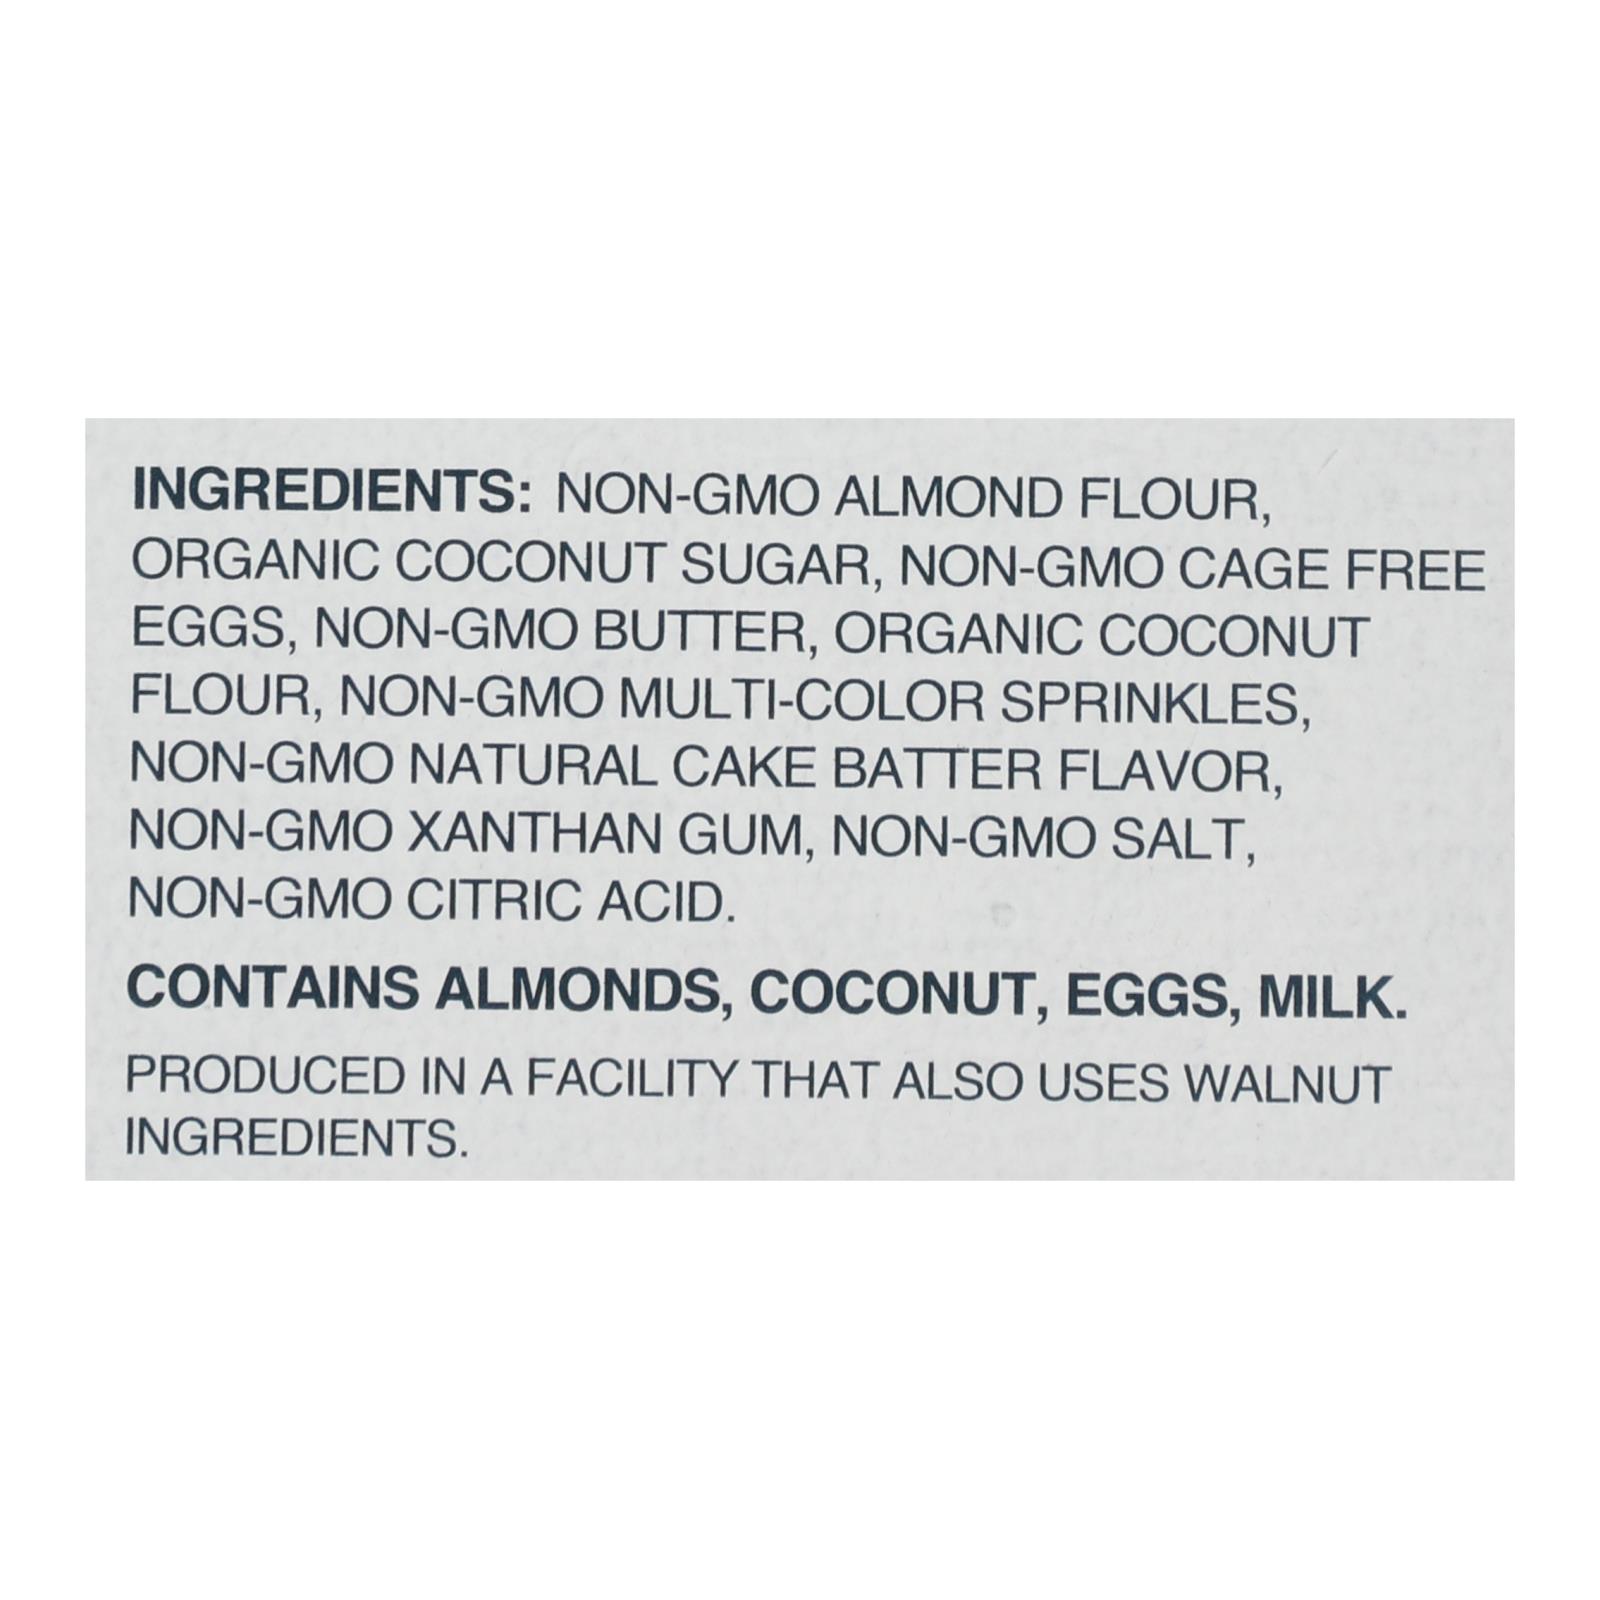 INGREDIENTS: NON-GMO ALMOND FLOUR,
ORGANIC COCONUT SUGAR, NON-GMO CAGE FREE
EGGS, NON-GMO BUTTER, ORGANIC COCONUT
FLOUR, NON-GMO MULTI-COLOR SPRINKLES,
NON-GMO NATURAL CAKE BATTER FLAVOR,
NON-GMO XANTHAN GUM, NON-GMO SALT,
NON-GMO CITRIC ACID.
CONTAINS ALMONDS, COCONUT, EGGS, MILK.
PRODUCED IN A FACILITY THAT ALSO USES WALNUT
INGREDIENTS.